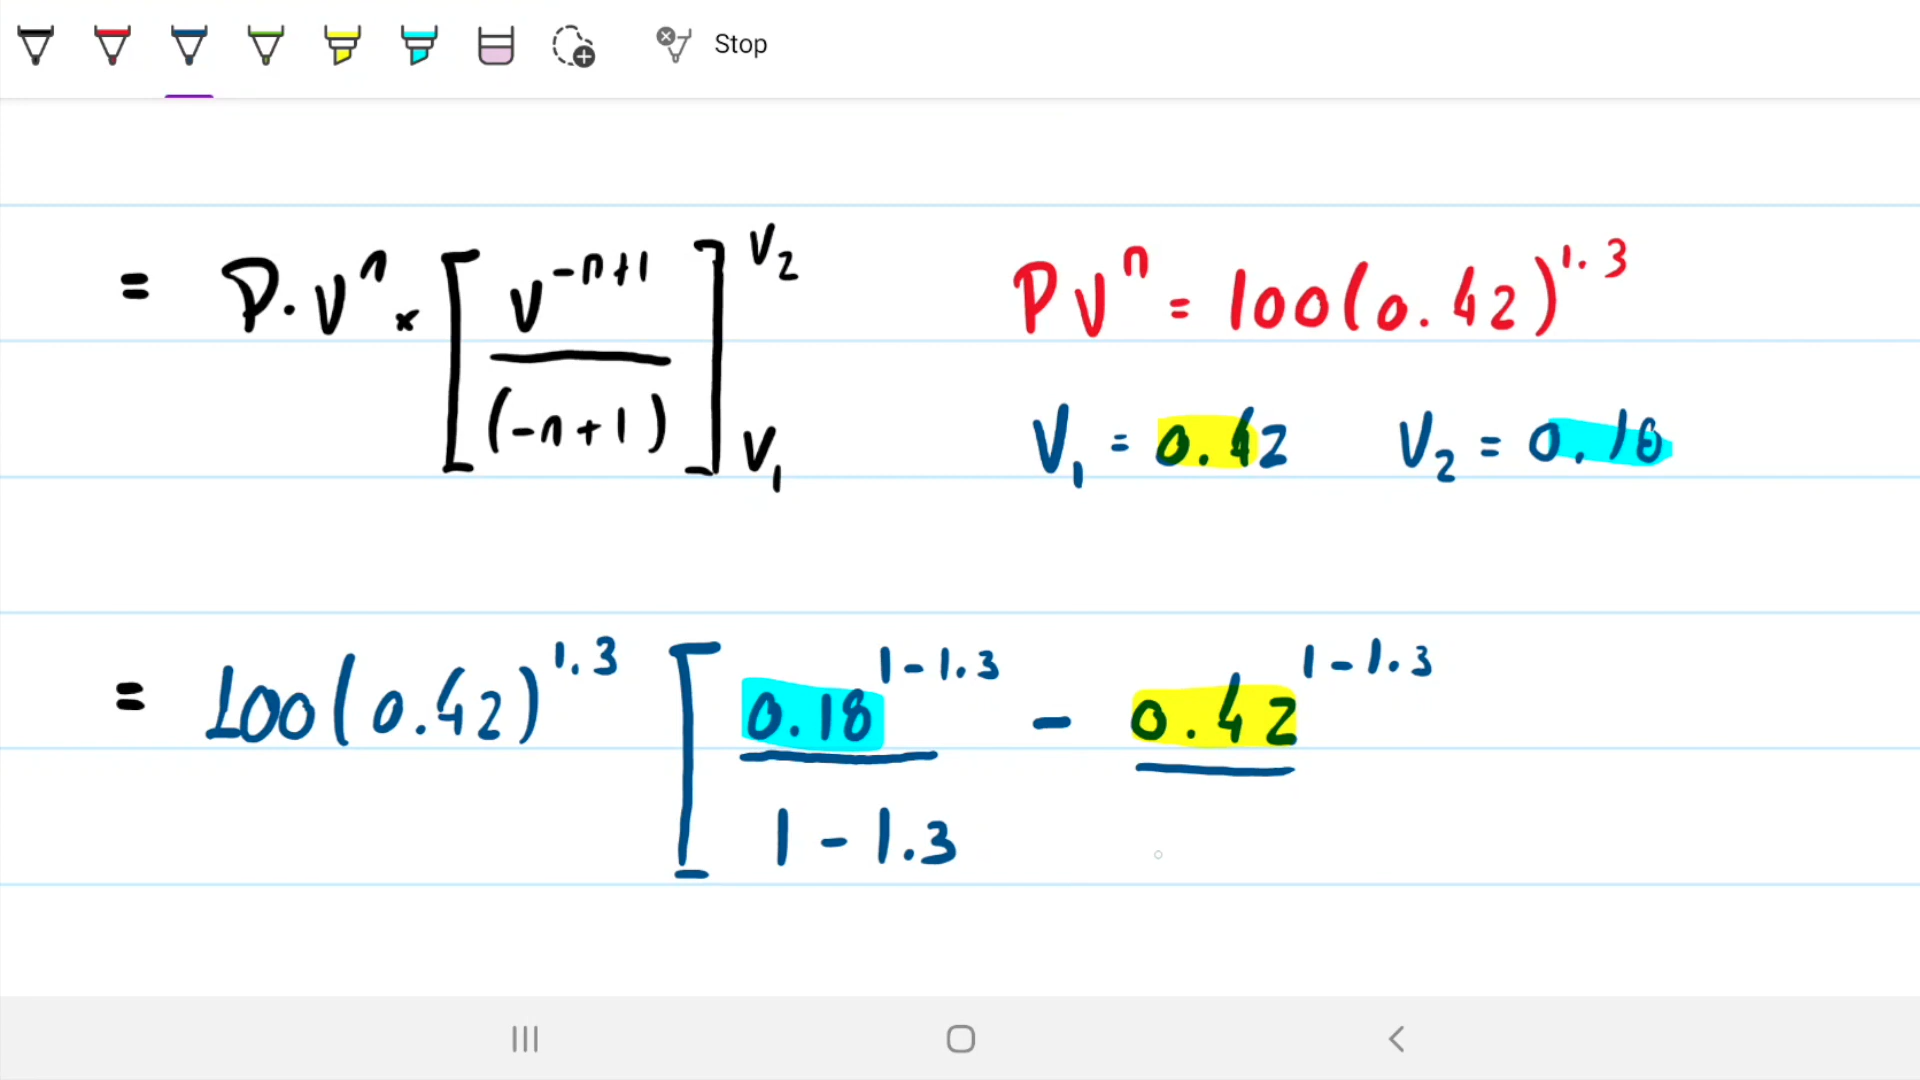 Stop
= P.V^n × [V^(-n+1) / (-n+1)]_V₁^V₂
PV^n = 100(0.42)^1.3
V₁ = 0.42 V₂ = 0.18
= 100(0.42)^1.3 [0.18^(1-1.3) / 1-1.3 - 0.42^(1-1.3)